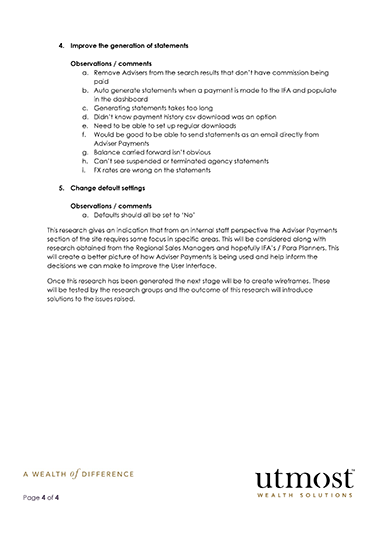 4. Improve the generation of statements
Observations / comments
a. Remove Advisers from the search results that don't have commission being
paid
b. Auto generate statements when a payment is made to the IFA and populate
in the dashboard
c. Generating statements takes too long
d. Didn't know payment history csv download was an option
e. Need to be able to set up regular downloads
f. Would be good to be able to send statements as an email directly from
Adviser Payments
g. Balance carried forward isn't obvious
h. Can't see suspended or terminated agency statements
i. FX rates are wrong on the statements
5. Change default settings
Observations / comments
a. Defaults should all be set to 'No'
This research gives an indication that from an internal staff perspective the Adviser Payments
section of the site requires some focus in specific areas. This will be considered along with
research obtained from the Regional Sales Managers and hopefully IFA's / Para Planners. This
will create a better picture of how Adviser Payments is being used and help inform the
decisions we can make to improve the User Interface.
Once this research has been generated the next stage will be to create wireframes. These
will be tested by the research groups and the outcome of this research will introduce
solutions to the issues raised.
A WEALTH of DIFFERENCE
Page 4 of 4
utmost™
WEALTH SOLUTIONS